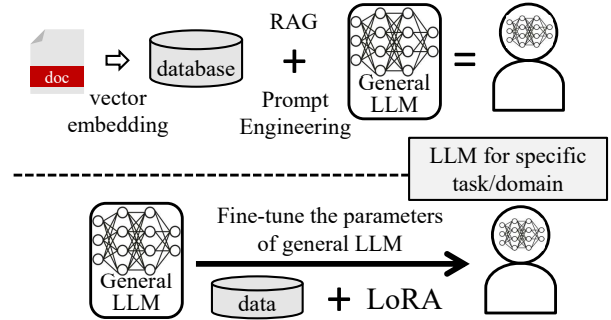 doc
vector
embedding
database
RAG
+
Prompt
Engineering
General
LLM
=
LLM for specific
task/domain
General
LLM
Fine-tune the parameters
of general LLM
data
+ LoRA